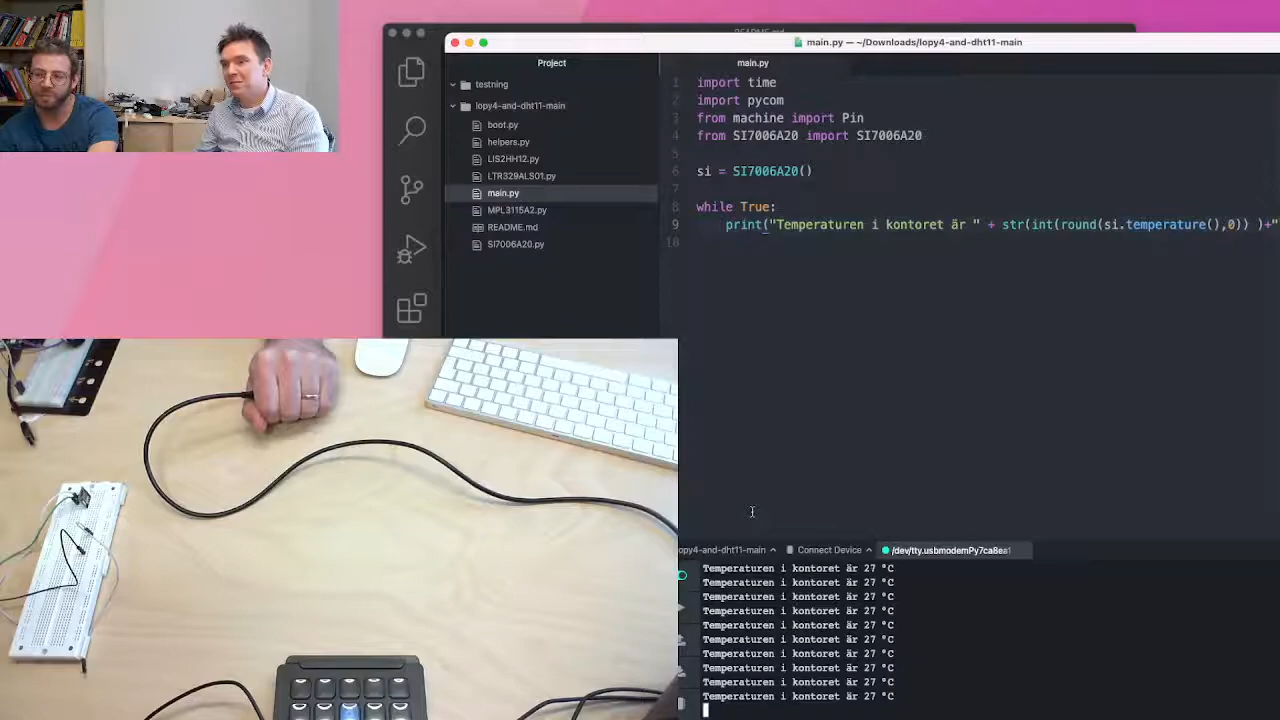 main.py — ~/Downloads/lopy4-and-dht11-main
Project
main.py
testning
lopy4-and-dht11-main
boot.py
helpers.py
LIS2HH12.py
LTR329ALS01.py
main.py
MPL3115A2.py
README.md
SI7006A20.py
1 import time
2 import pycom
3 from machine import Pin
4 from SI7006A20 import SI7006A20
5
6 si = SI7006A20()
7
8 while True:
9 print("Temperaturen i kontoret är " + str(int(round(si.temperature(),0)) )+"
10
opy4-and-dht11-main
Connect Device
/dev/tty.usbmodemPy7ca8ea1
Temperaturen i kontoret är 27 °C
Temperaturen i kontoret är 27 °C
Temperaturen i kontoret är 27 °C
Temperaturen i kontoret är 27 °C
Temperaturen i kontoret är 27 °C
Temperaturen i kontoret är 27 °C
Temperaturen i kontoret är 27 °C
Temperaturen i kontoret är 27 °C
Temperaturen i kontoret är 27 °C
Temperaturen i kontoret är 27 °C